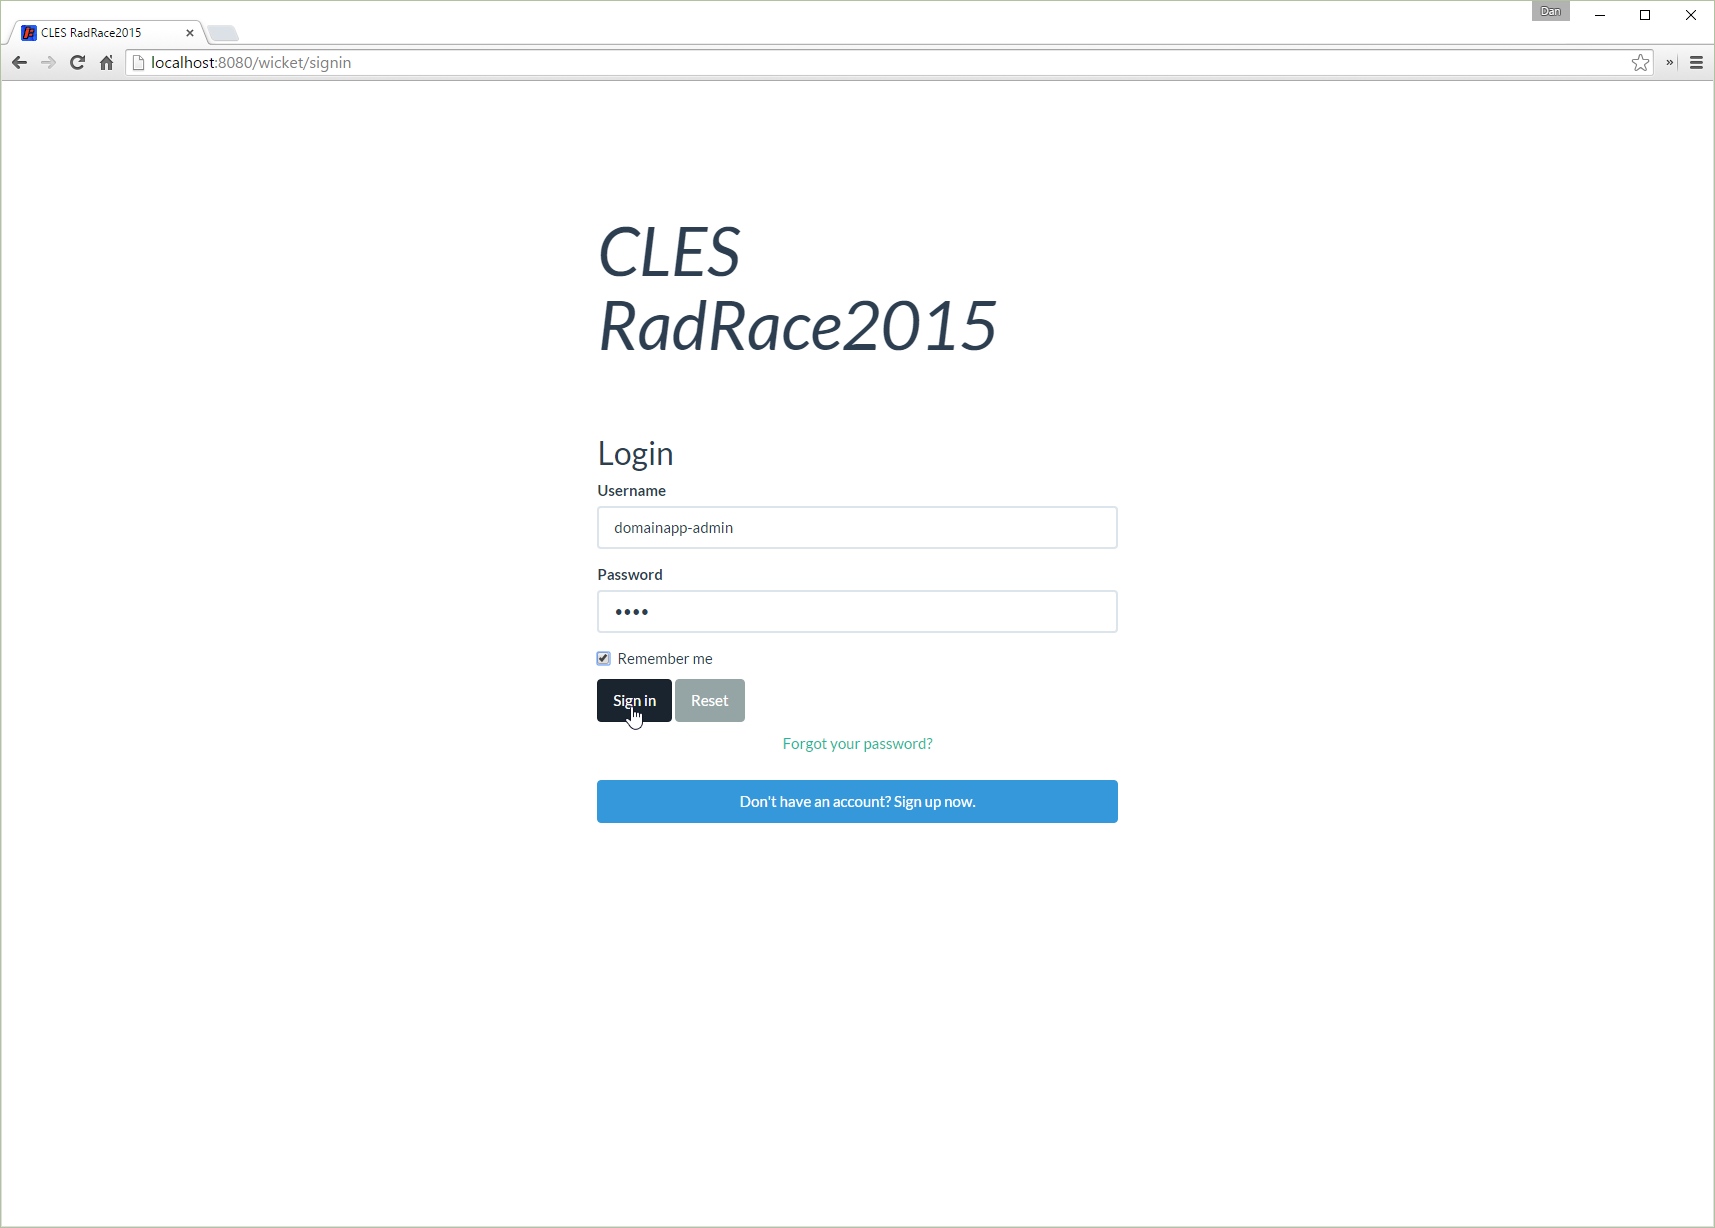 Dan
CLES RadRace2015
localhost:8080/wicket/signin
CLES
RadRace2015
Login
Username
domainapp-admin
Password
••••
Remember me
Sign in Reset
Forgot your password?
Don't have an account? Sign up now.